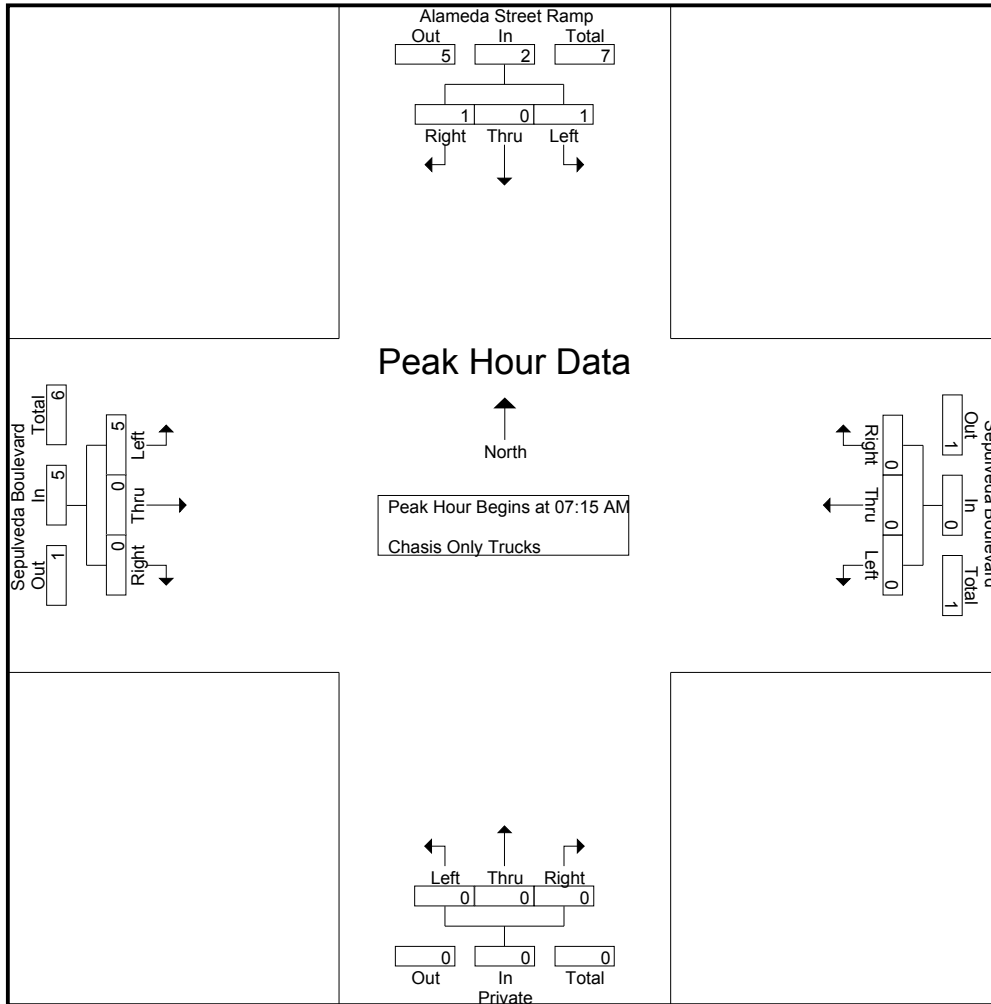 Alameda Street Ramp
Out In Total
5 2 7
1 0 1
Right Thru Left
Peak Hour Data
North
Peak Hour Begins at 07:15 AM
Chasis Only Trucks
Sepulveda Boulevard
Out In Total
1 5 6
5 0 0
Left Thru Right
Sepulveda Boulevard
Out In Total
1 0 1
Right Thru Left
0 0 0
Left Thru Right
0 0 0
0 0 0
Out In Total
Private